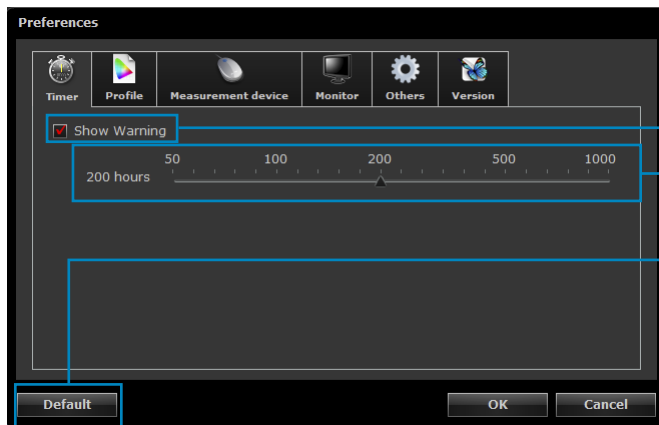 Preferences
Timer Profile Measurement device Monitor Others Version
Show Warning
50 100 200 500 1000
200 hours
Default OK Cancel